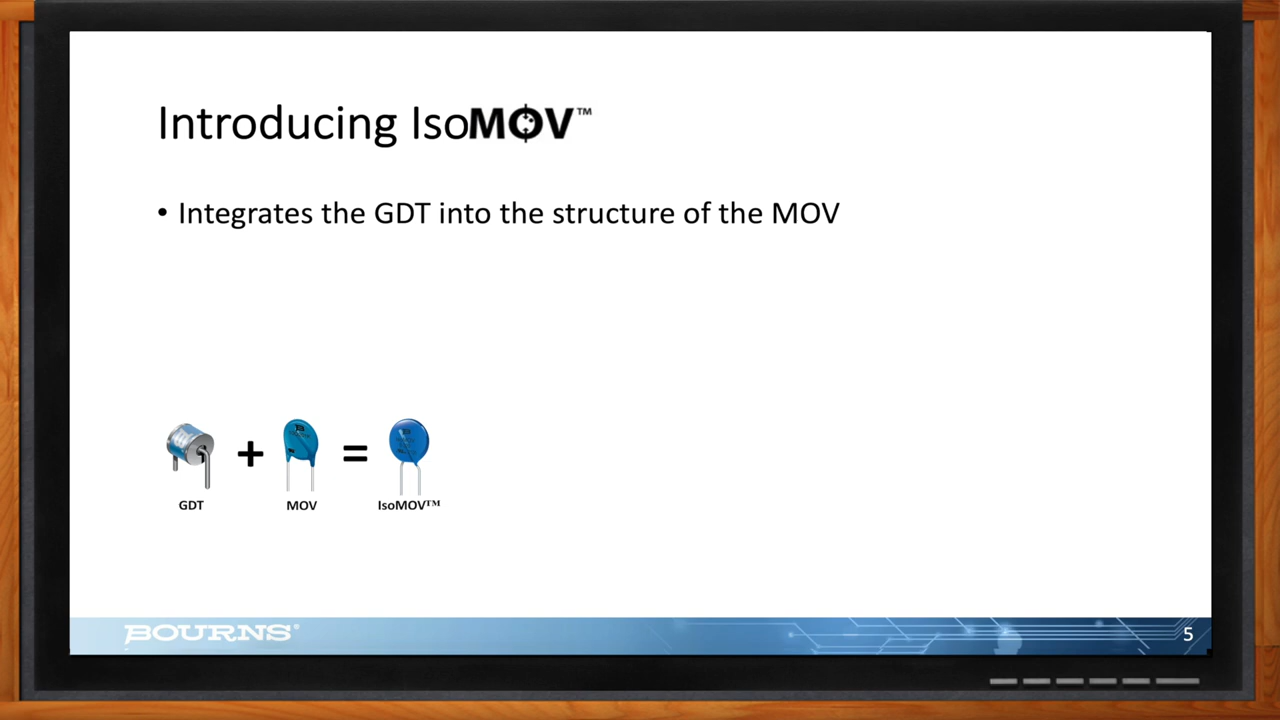 Introducing IsoMOV™
• Integrates the GDT into the structure of the MOV
+ =
GDT MOV IsoMOV™
BOURNS®
5